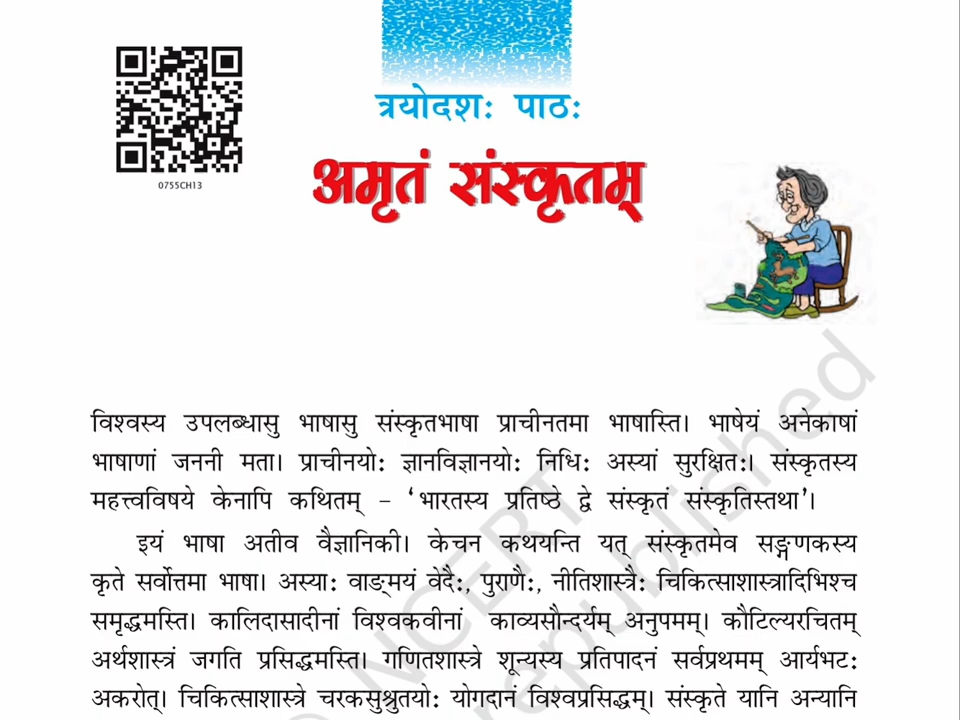 0755CH13
त्रयोदशः पाठः
अमृतं संस्कृतम्
विश्वस्य उपलब्धासु भाषासु संस्कृतभाषा प्राचीनतमा भाषास्ति। भाषेयं अनेकाषां
भाषाणां जननी मता। प्राचीनयोः ज्ञानविज्ञानयोः निधिः अस्यां सुरक्षितः। संस्कृतस्य
महत्त्वविषये केनापि कथितम् – ‘भारतस्य प्रतिष्ठे द्वे संस्कृतं संस्कृतिस्तथा’।
इयं भाषा अतीव वैज्ञानिकी। केचन कथयन्ति यत् संस्कृतमेव सङ्गणकस्य
कृते सर्वोत्तमा भाषा। अस्याः वाङ्मयं वेदैः, पुराणैः, नीतिशास्त्रैः चिकित्साशास्त्रादिभिश्च
समृद्धमस्ति। कालिदासादीनां विश्वकवीनां काव्यसौन्दर्यम् अनुपमम्। कौटिल्यरचितम्
अर्थशास्त्रं जगति प्रसिद्धमस्ति। गणितशास्त्रे शून्यस्य प्रतिपादनं सर्वप्रथमम् आर्यभटः
अकरोत्। चिकित्साशास्त्रे चरकसुश्रुतयोः योगदानं विश्वप्रसिद्धम्। संस्कृते यानि अन्यानि
© NCERT
republished